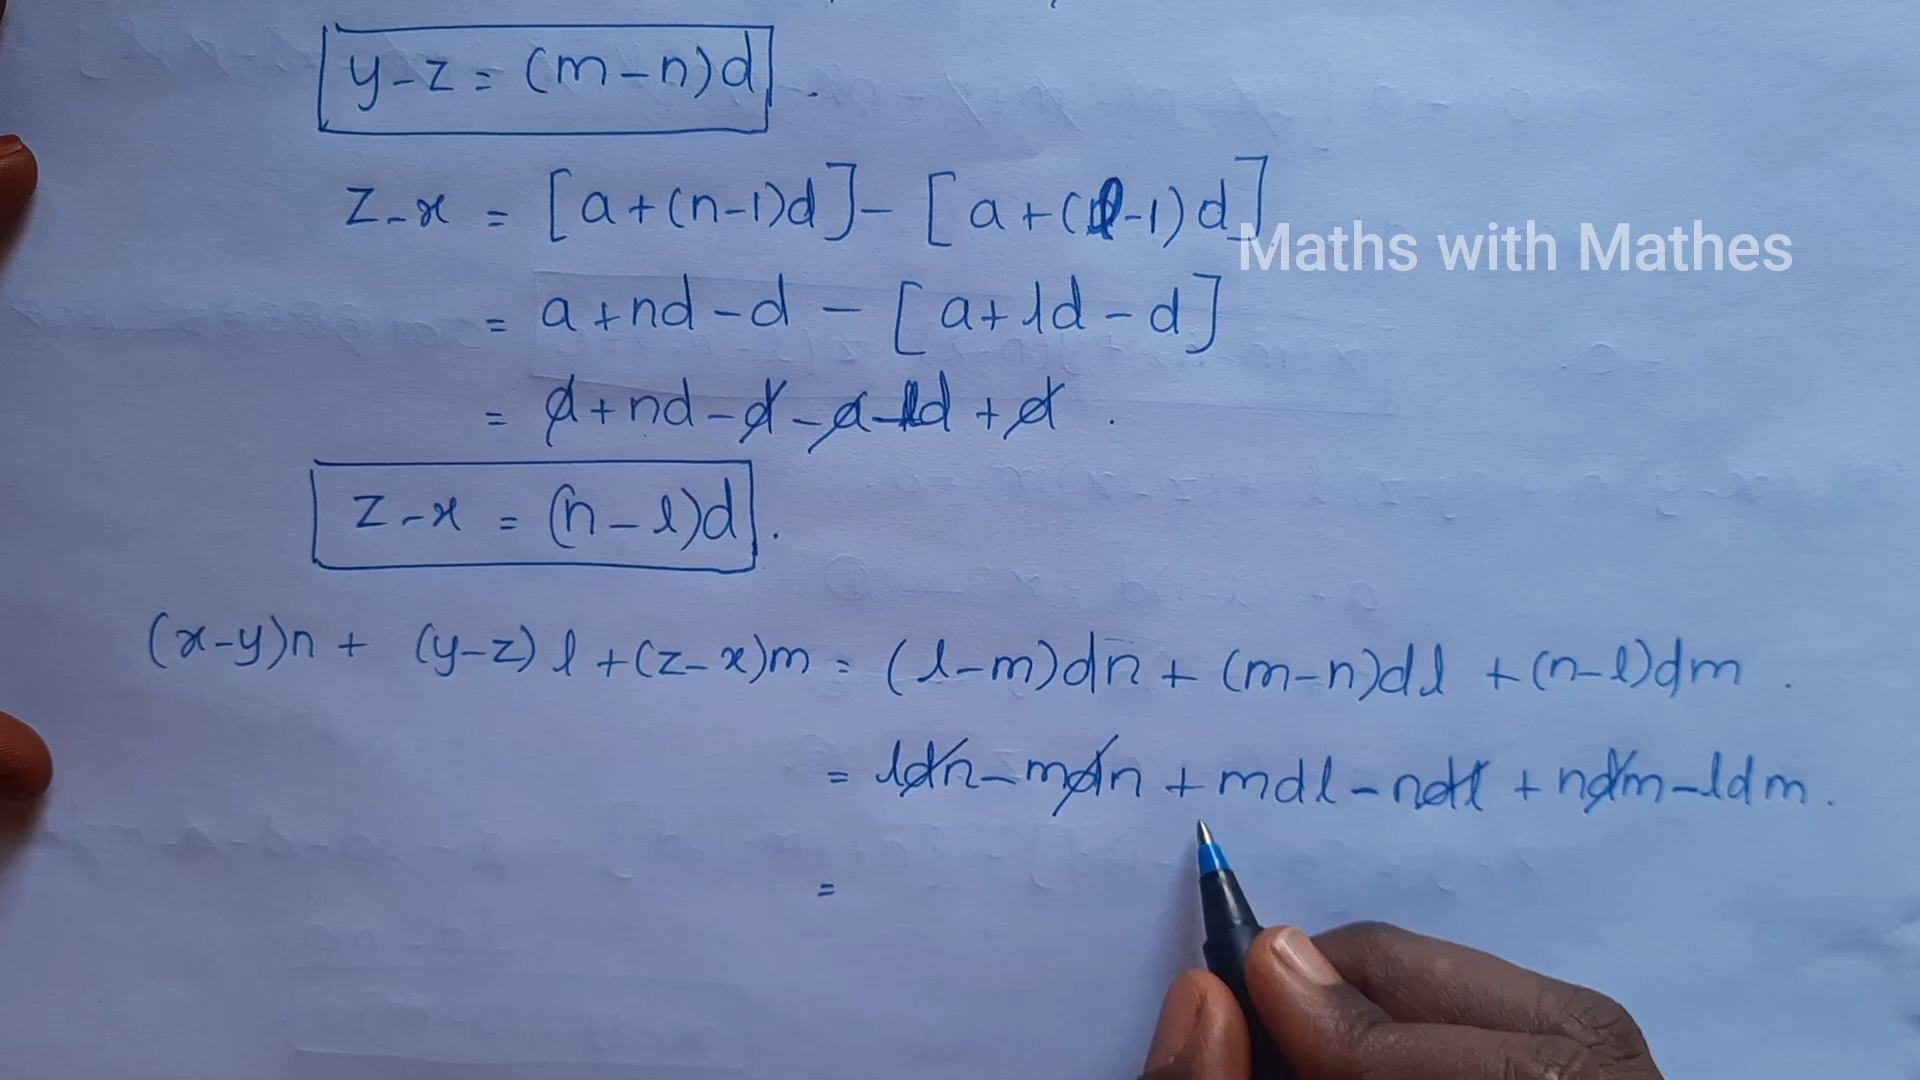 y-z = (m-n)d .
z-x = [a+(n-1)d] - [a+(l-1)d]
Maths with Mathes
= a+nd-d - [a+ld-d]
= a+nd-d-a-ld+d .
z-x = (n-l)d .
(x-y)n + (y-z)l + (z-x)m = (l-m)dn + (m-n)dl + (n-l)dm .
= ldn-mdn + mdl-ndl + ndm-ldm .
=